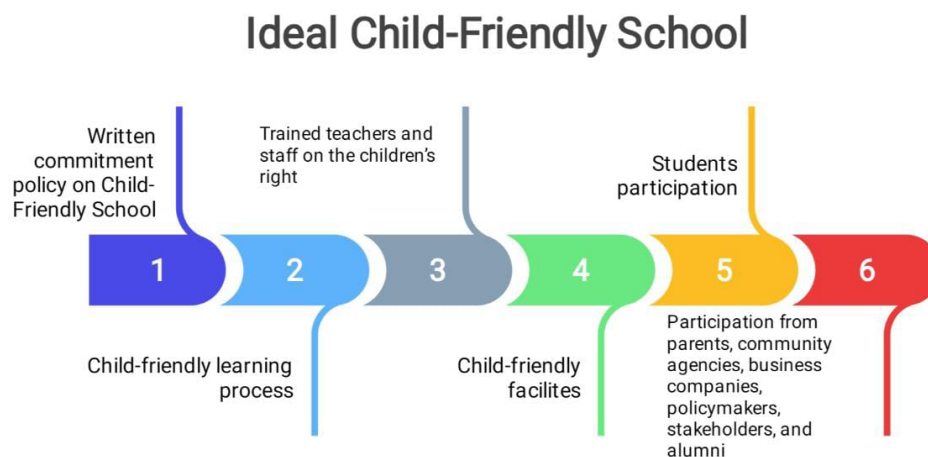 Ideal Child-Friendly School
Written
commitment
policy on Child-
Friendly School
Trained teachers and
staff on the children's
right
Students
participation
1
2
3
4
5
6
Child-friendly learning
process
Child-friendly
facilites
Participation from
parents, community
agencies, business
companies,
policymakers,
stakeholders, and
alumni